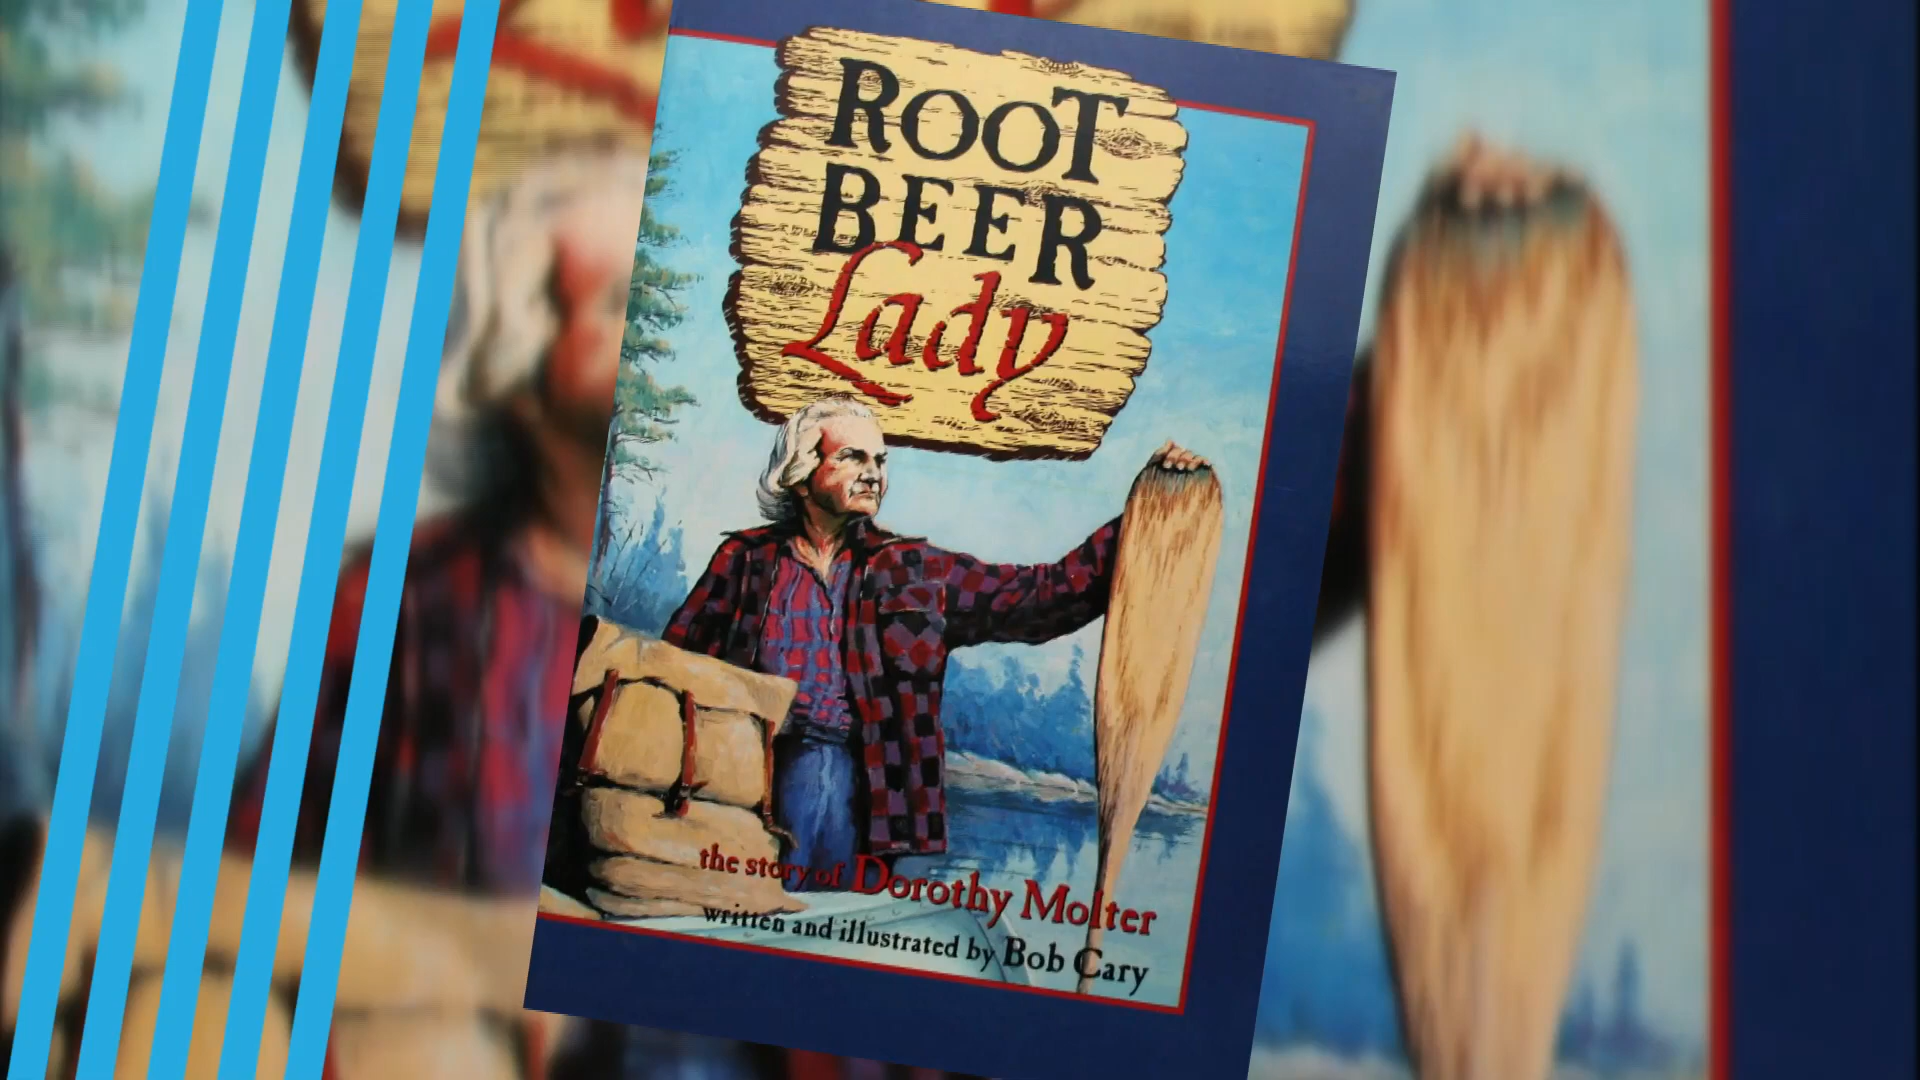 ROOT
BEER
Lady
the story of Dorothy Molter
written and illustrated by Bob Cary